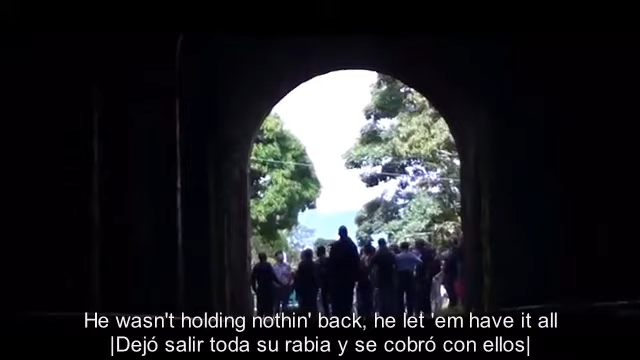 He wasn't holding nothin' back, he let 'em have it all
|Dejó salir toda su rabia y se cobró con ellos|